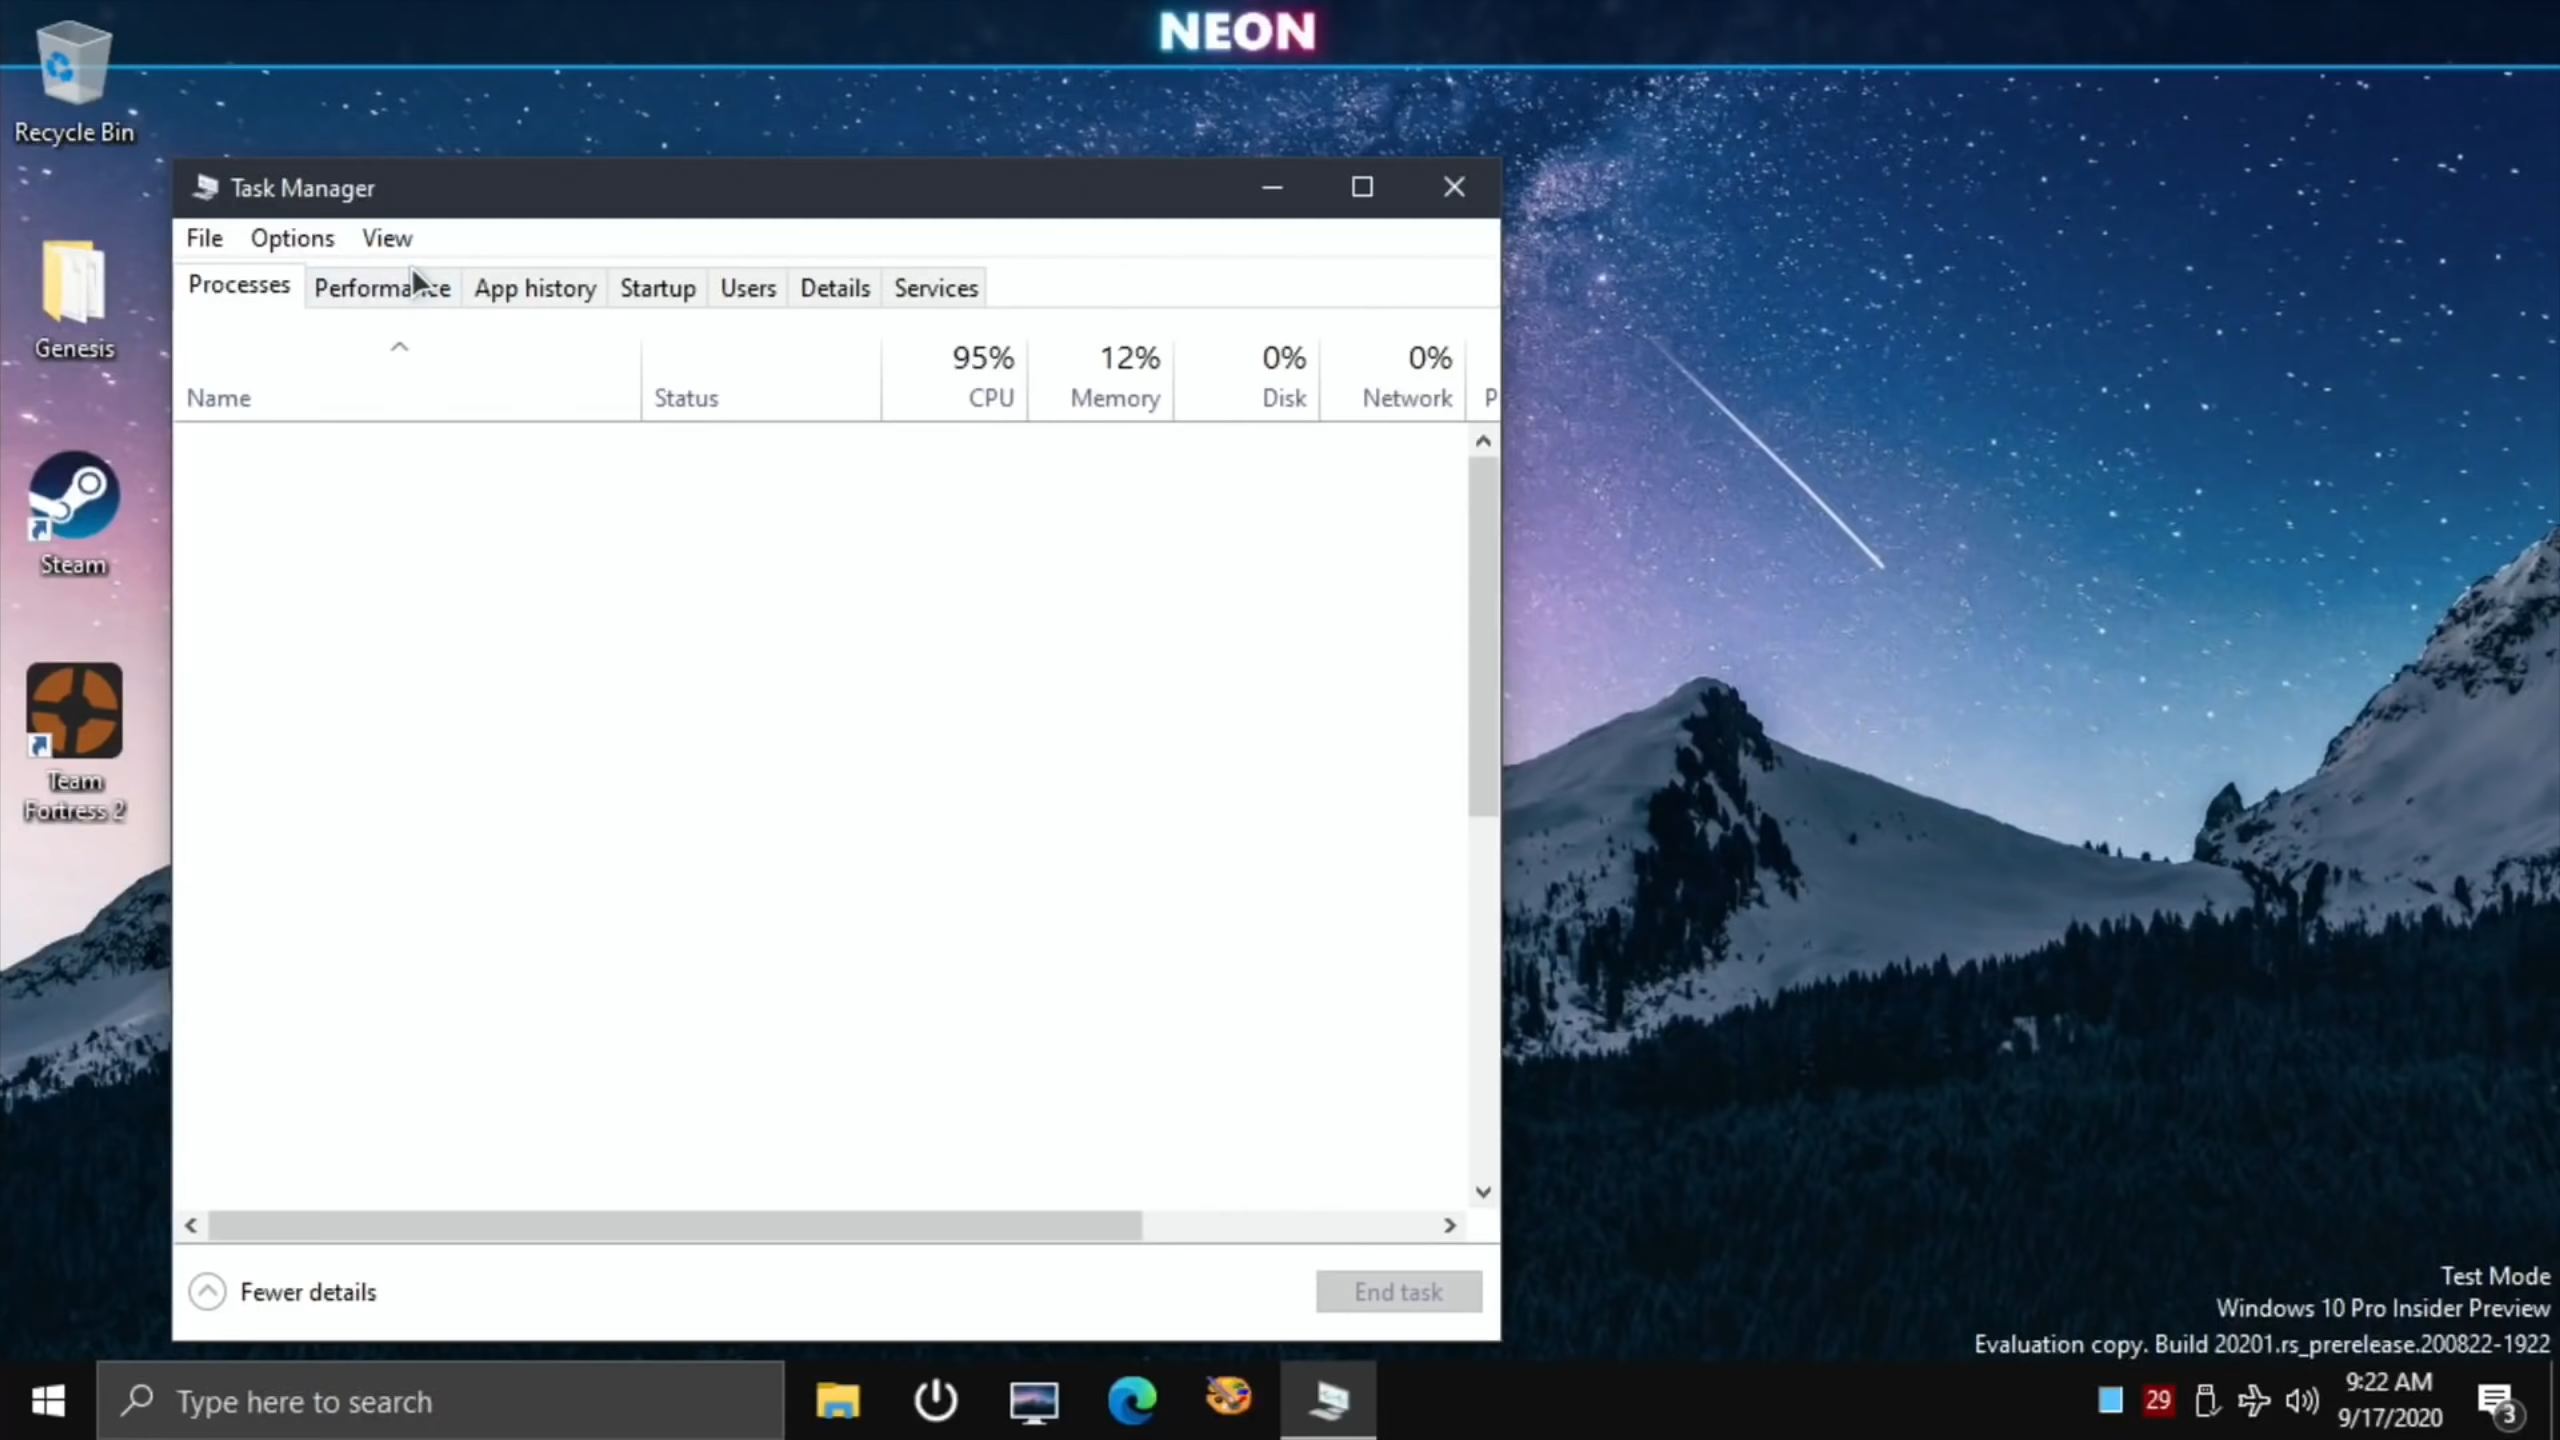 NEON
Recycle Bin
Genesis
Steam
Team
Fortress 2
Task Manager
File Options View
Processes Performance App history Startup Users Details Services
95% 12% 0% 0%
Name Status CPU Memory Disk Network P
Fewer details End task
Test Mode
Windows 10 Pro Insider Preview
Evaluation copy. Build 20201.rs_prerelease.200822-1922
Type here to search
29
9:22 AM
9/17/2020
3